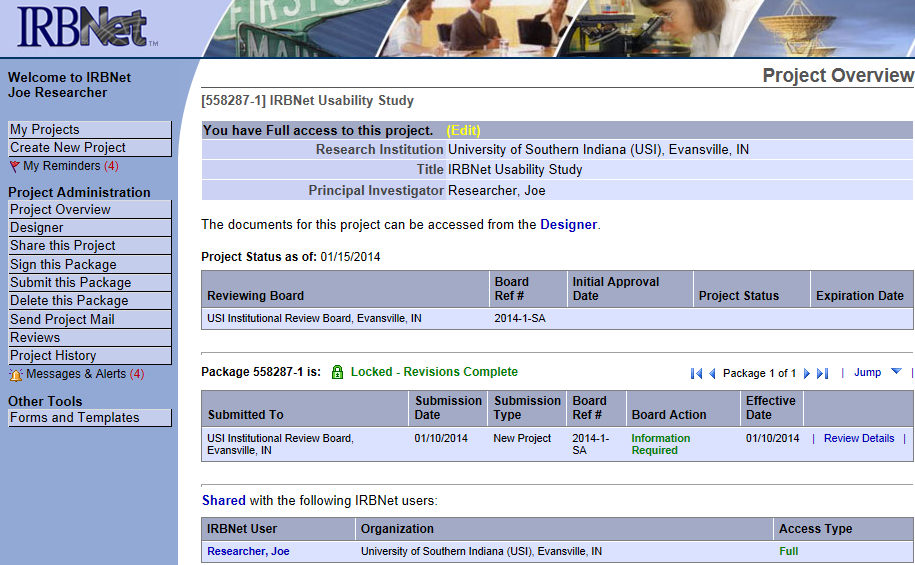 IRBNet™
FIRST ST
MAIN
Welcome to IRBNet
Joe Researcher
My Projects
Create New Project
My Reminders (4)
Project Administration
Project Overview
Designer
Share this Project
Sign this Package
Submit this Package
Delete this Package
Send Project Mail
Reviews
Project History
Messages & Alerts (4)
Other Tools
Forms and Templates
Project Overview
[558287-1] IRBNet Usability Study
You have Full access to this project. (Edit)
Research Institution University of Southern Indiana (USI), Evansville, IN
Title IRBNet Usability Study
Principal Investigator Researcher, Joe
The documents for this project can be accessed from the Designer.
Project Status as of: 01/15/2014
Reviewing Board | Board Ref # | Initial Approval Date | Project Status | Expiration Date
USI Institutional Review Board, Evansville, IN 2014-1-SA
Package 558287-1 is: Locked - Revisions Complete Package 1 of 1 | Jump |
Submitted To | Submission Date | Submission Type | Board Ref # | Board Action | Effective Date
USI Institutional Review Board, Evansville, IN 01/10/2014 New Project 2014-1-SA Information Required 01/10/2014 | Review Details |
Shared with the following IRBNet users:
IRBNet User Organization Access Type
Researcher, Joe University of Southern Indiana (USI), Evansville, IN Full